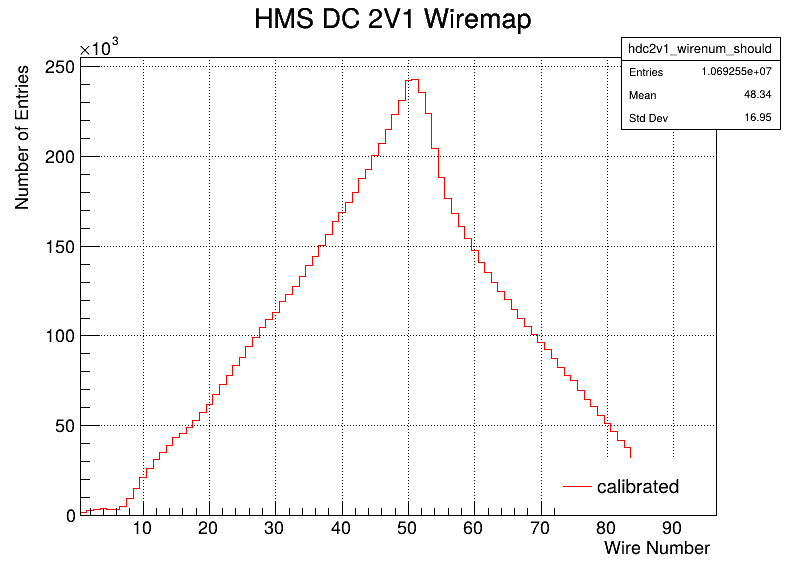 HMS DC 2V1 Wiremap
×10³
hdc2v1_wirenum_should
Entries 1.069255e+07
Mean 48.34
Std Dev 16.95
Number of Entries
250
200
150
100
50
0
calibrated
10 20 30 40 50 60 70 80 90
Wire Number